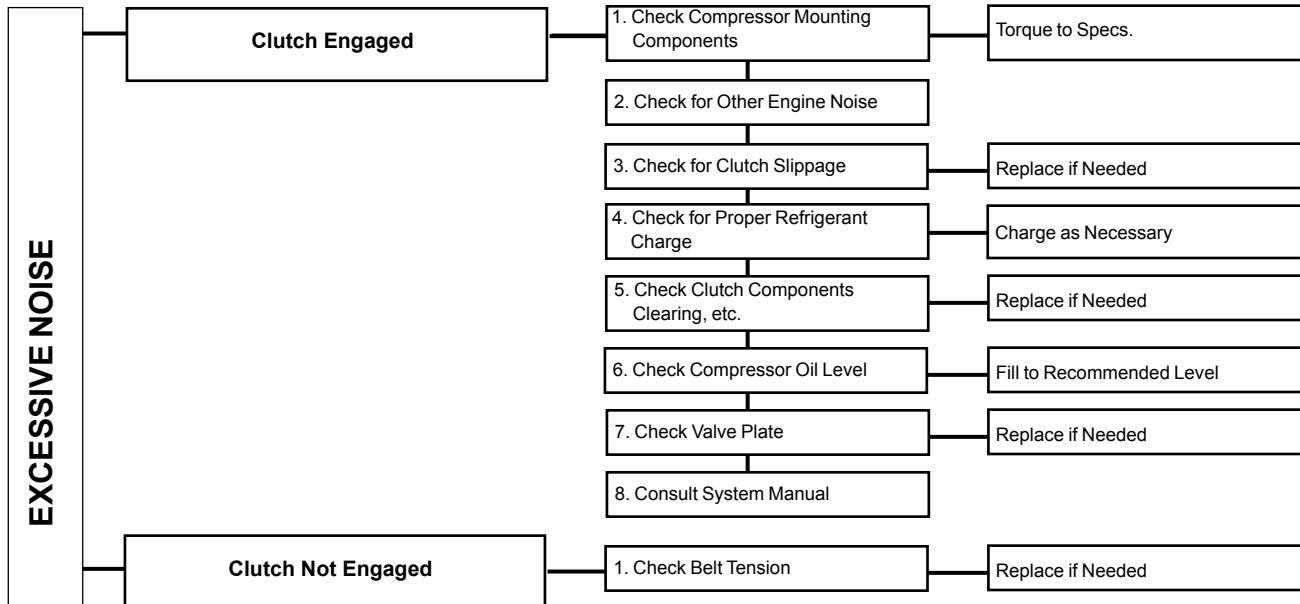 EXCESSIVE NOISE
Clutch Engaged
1. Check Compressor Mounting
Components
Torque to Specs.
2. Check for Other Engine Noise
3. Check for Clutch Slippage
Replace if Needed
4. Check for Proper Refrigerant
Charge
Charge as Necessary
5. Check Clutch Components
Clearing, etc.
Replace if Needed
6. Check Compressor Oil Level
Fill to Recommended Level
7. Check Valve Plate
Replace if Needed
8. Consult System Manual
Clutch Not Engaged
1. Check Belt Tension
Replace if Needed